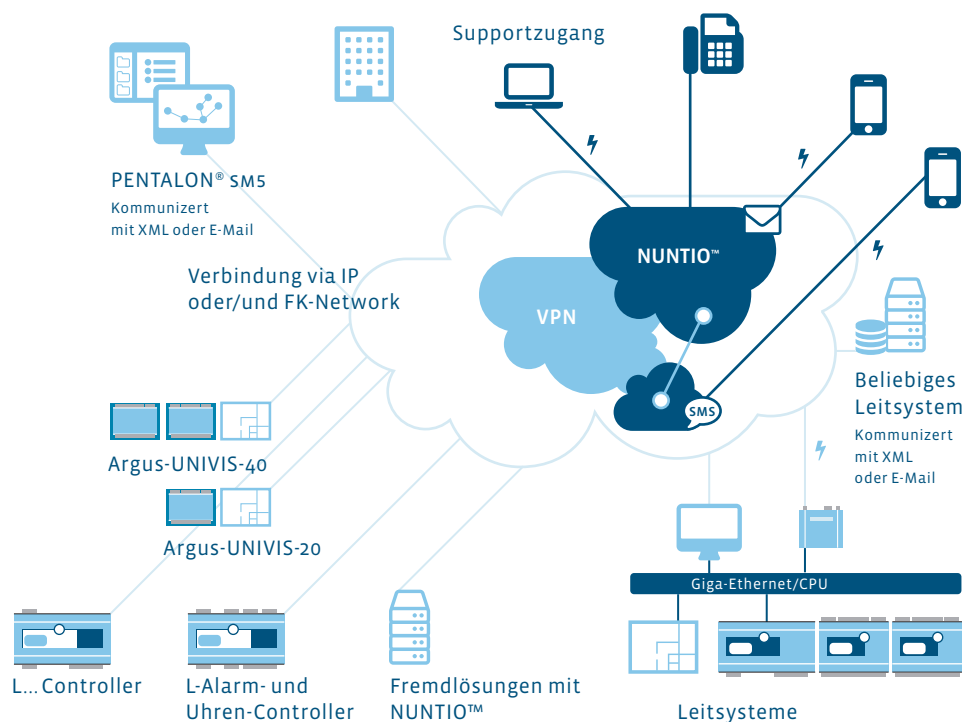 Supportzugang
PENTALON® SM5
Kommunizert
mit XML oder E-Mail
NUNTIO™
Verbindung via IP
oder/und FK-Network
VPN
SMS
Beliebiges
Leitsystem
Kommunizert
mit XML
oder E-Mail
Argus-UNIVIS-40
Argus-UNIVIS-20
Giga-Ethernet/CPU
L... Controller
L-Alarm- und
Uhren-Controller
Fremdlösungen mit
NUNTIO™
Leitsysteme